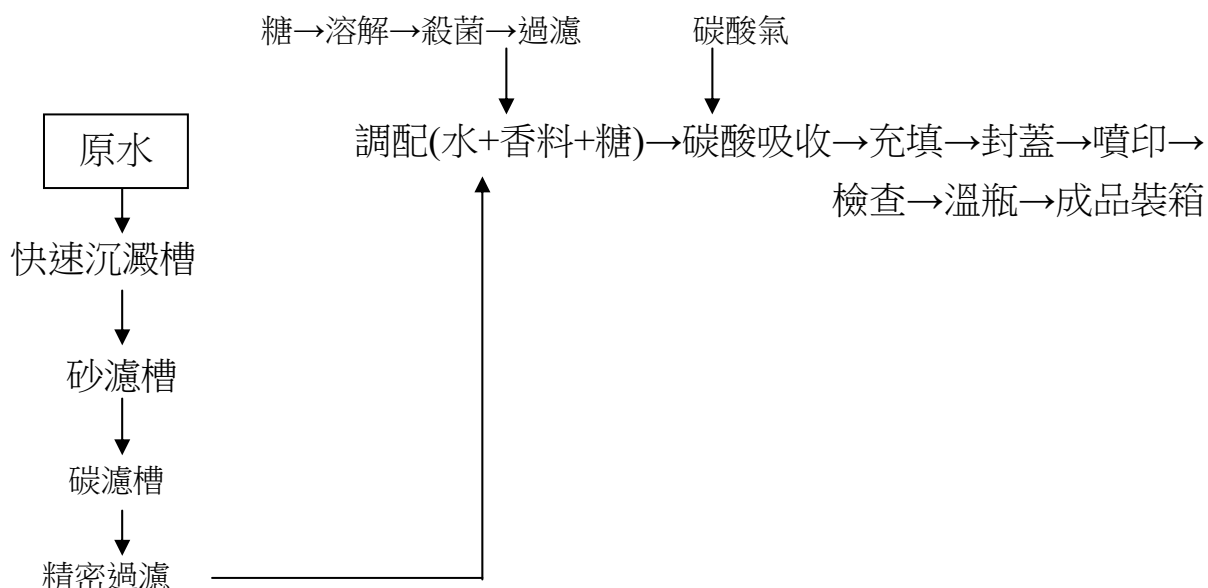 糖→溶解→殺菌→過濾
碳酸氣
原水
調配(水+香料+糖)→碳酸吸收→充填→封蓋→噴印→
檢查→溫瓶→成品裝箱
快速沉澱槽
砂濾槽
碳濾槽
精密過濾